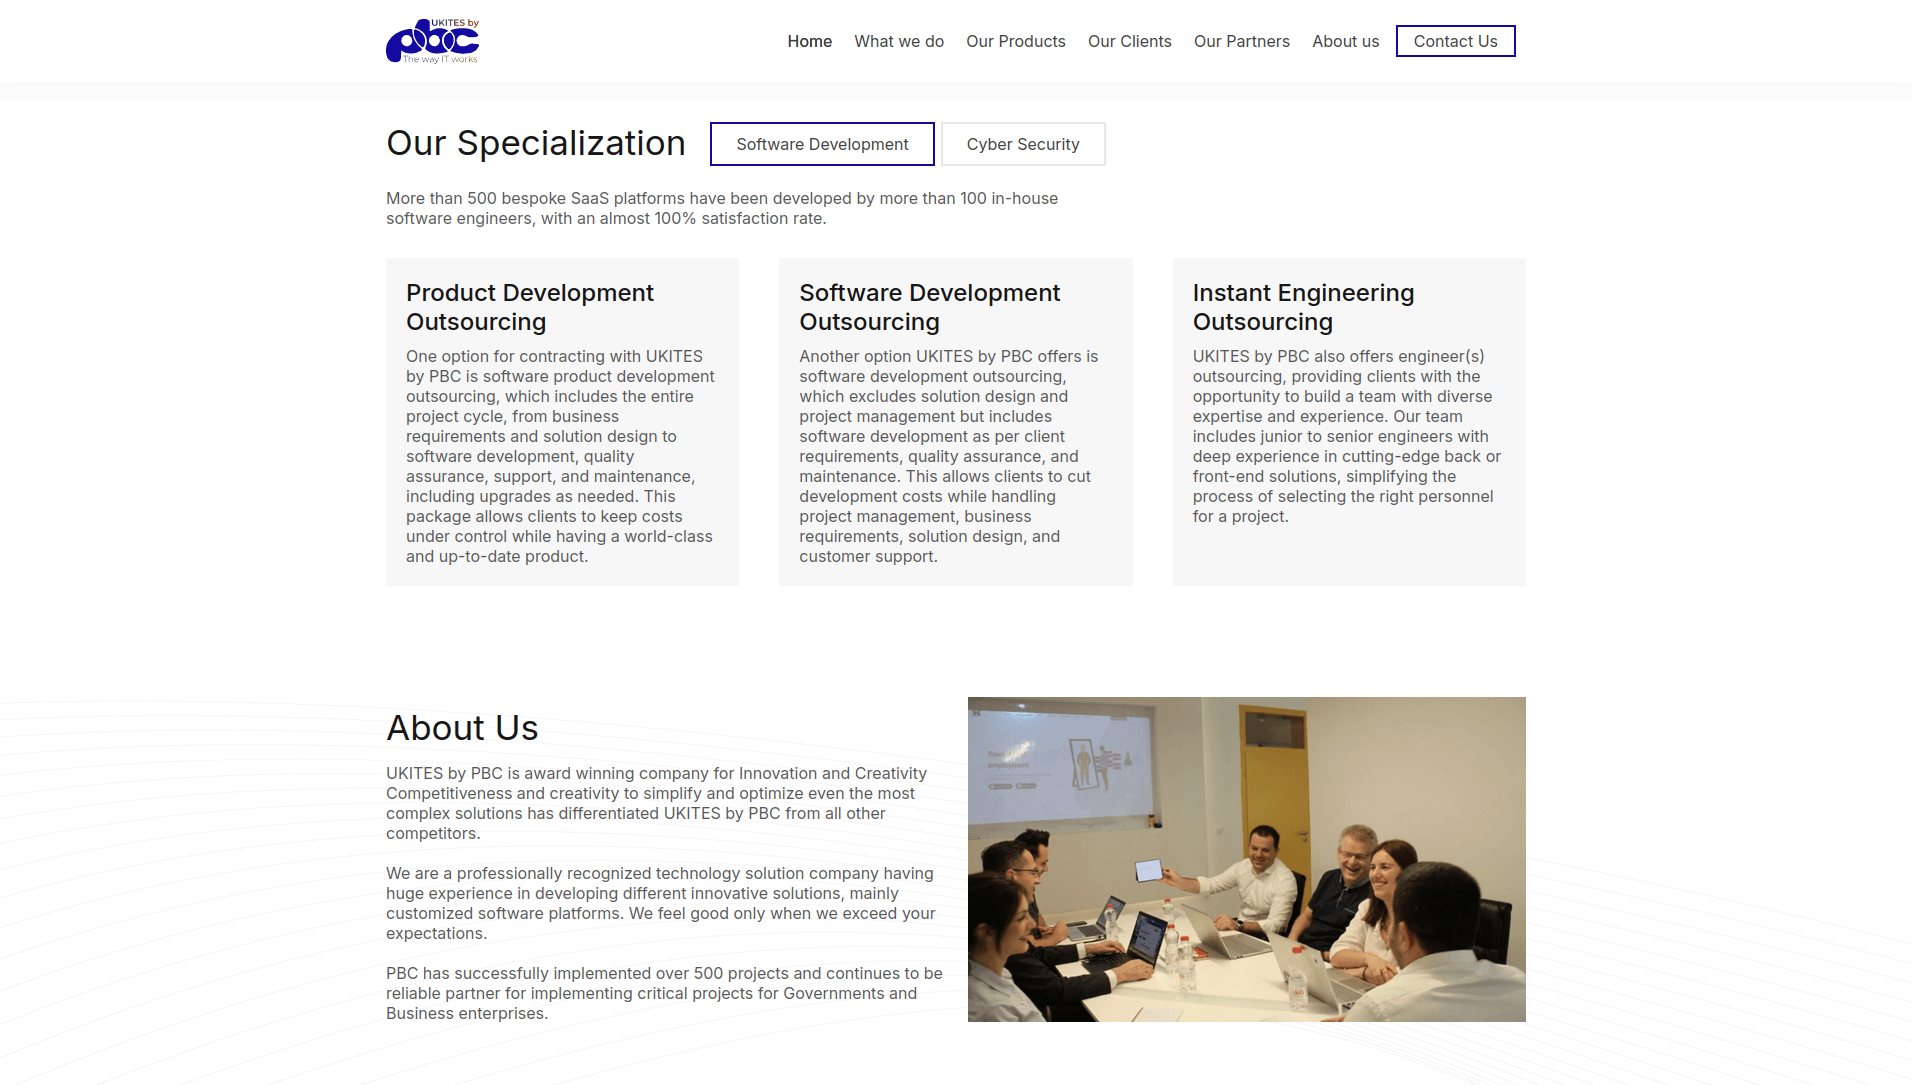 UKITES by
pbc
The way IT works
Home
What we do
Our Products
Our Clients
Our Partners
About us
Contact Us
Our Specialization
Software Development
Cyber Security
More than 500 bespoke SaaS platforms have been developed by more than 100 in-house
software engineers, with an almost 100% satisfaction rate.
Product Development
Outsourcing
One option for contracting with UKITES
by PBC is software product development
outsourcing, which includes the entire
project cycle, from business
requirements and solution design to
software development, quality
assurance, support, and maintenance,
including upgrades as needed. This
package allows clients to keep costs
under control while having a world-class
and up-to-date product.
Software Development
Outsourcing
Another option UKITES by PBC offers is
software development outsourcing,
which excludes solution design and
project management but includes
software development as per client
requirements, quality assurance, and
maintenance. This allows clients to cut
development costs while handling
project management, business
requirements, solution design, and
customer support.
Instant Engineering
Outsourcing
UKITES by PBC also offers engineer(s)
outsourcing, providing clients with the
opportunity to build a team with diverse
expertise and experience. Our team
includes junior to senior engineers with
deep experience in cutting-edge back or
front-end solutions, simplifying the
process of selecting the right personnel
for a project.
About Us
UKITES by PBC is award winning company for Innovation and Creativity
Competitiveness and creativity to simplify and optimize even the most
complex solutions has differentiated UKITES by PBC from all other
competitors.
We are a professionally recognized technology solution company having
huge experience in developing different innovative solutions, mainly
customized software platforms. We feel good only when we exceed your
expectations.
PBC has successfully implemented over 500 projects and continues to be
reliable partner for implementing critical projects for Governments and
Business enterprises.
employment